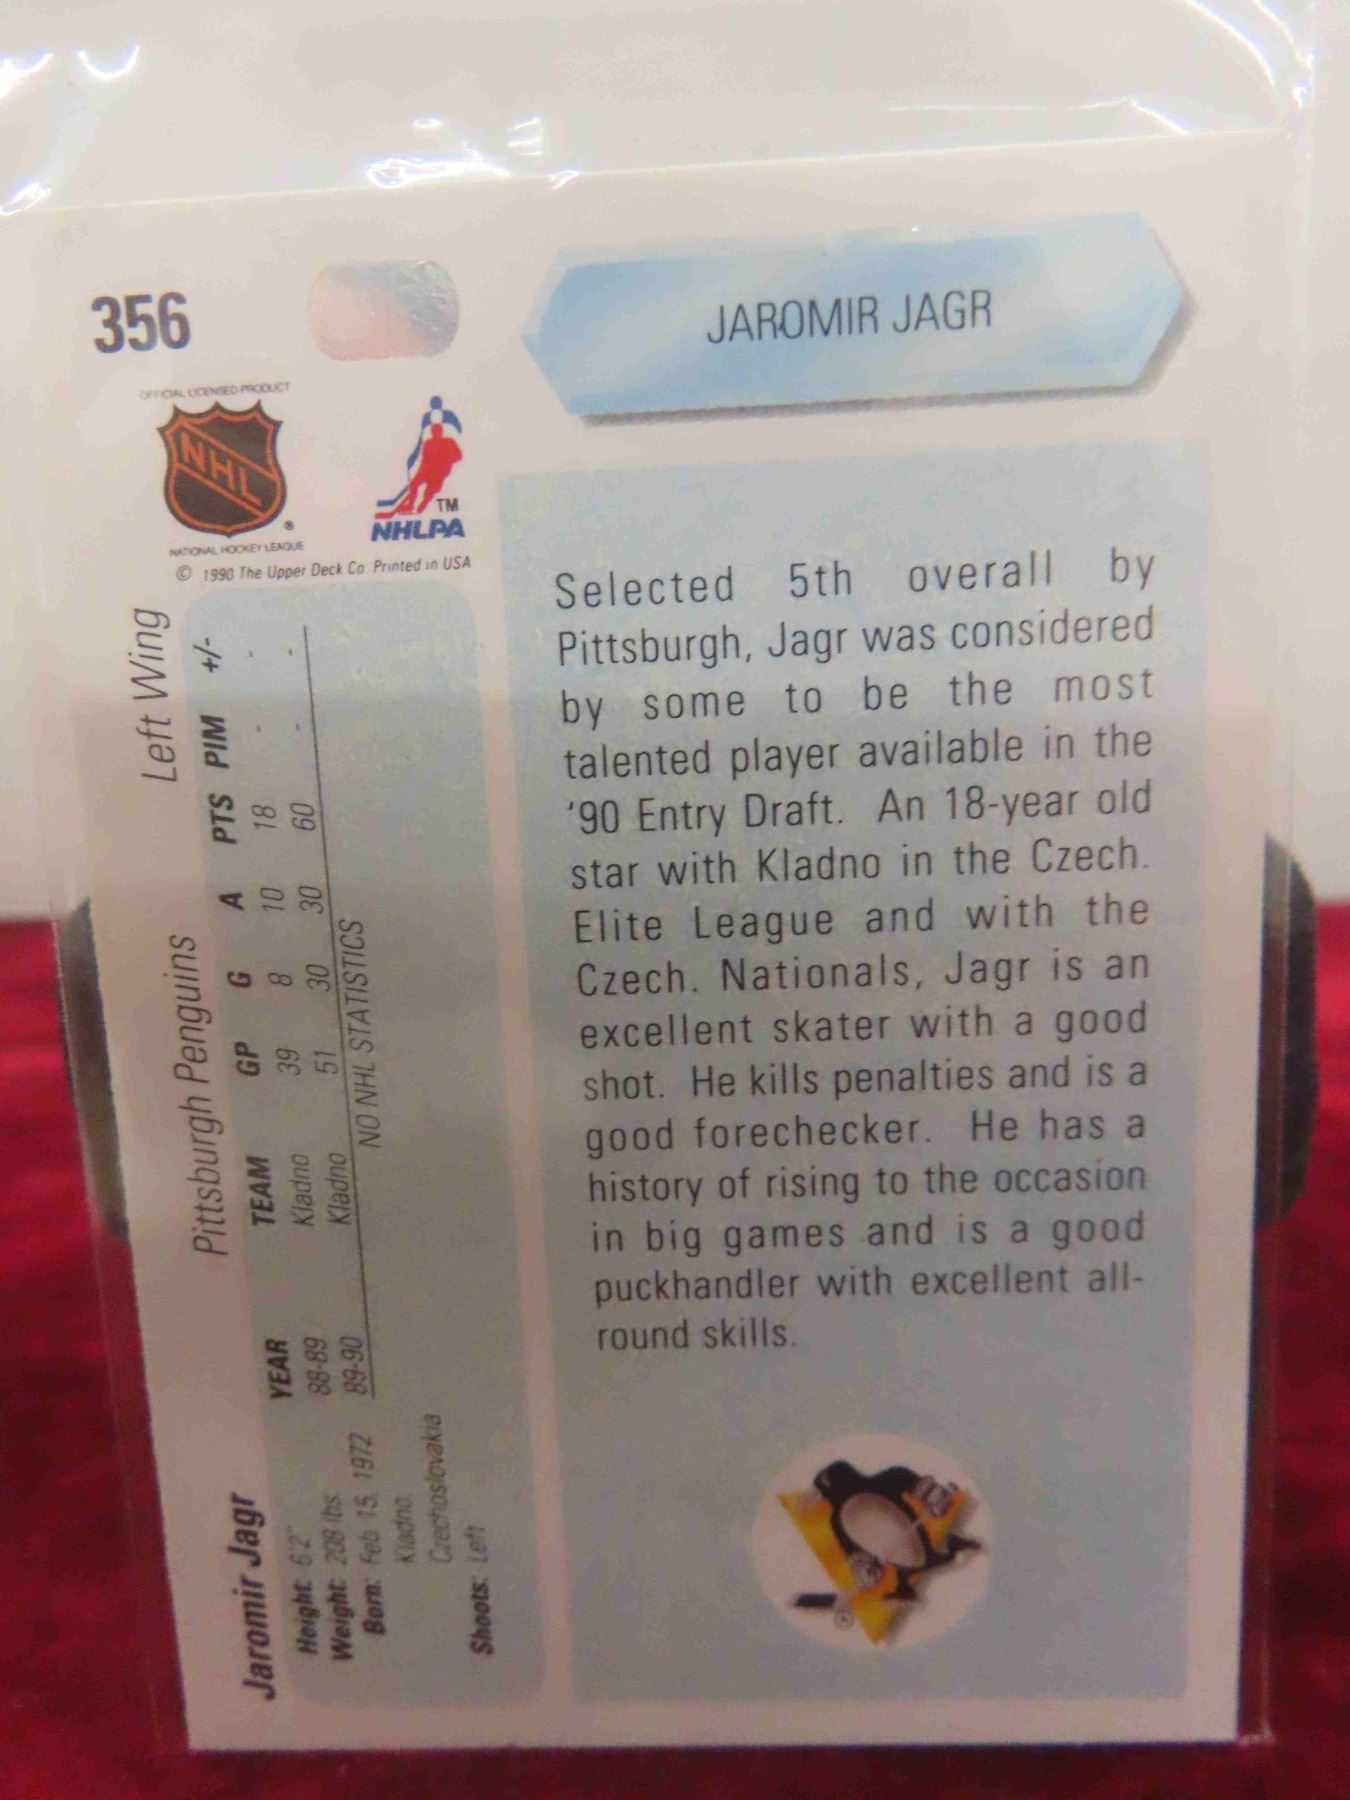 356
JAROMIR JAGR
OFFICIAL LICENSED PRODUCT
NHL
®
NATIONAL HOCKEY LEAGUE
TM
NHLPA
© 1990 The Upper Deck Co. Printed in USA
Selected 5th overall by
Pittsburgh, Jagr was considered
by some to be the most
talented player available in the
'90 Entry Draft. An 18-year old
star with Kladno in the Czech.
Elite League and with the
Czech. Nationals, Jagr is an
excellent skater with a good
shot. He kills penalties and is a
good forechecker. He has a
history of rising to the occasion
in big games and is a good
puckhandler with excellent all-
round skills.
®
Jaromir Jagr Pittsburgh Penguins Left Wing
Height: 6'2"
Weight: 208 lbs
Born: Feb. 15, 1972
Kladno,
Czechoslovakia
Shoots: Left
YEAR TEAM GP G A PTS PIM +/-
88-89 Kladno 39 8 10 18 - -
89-90 Kladno 51 30 30 60 - -
NO NHL STATISTICS